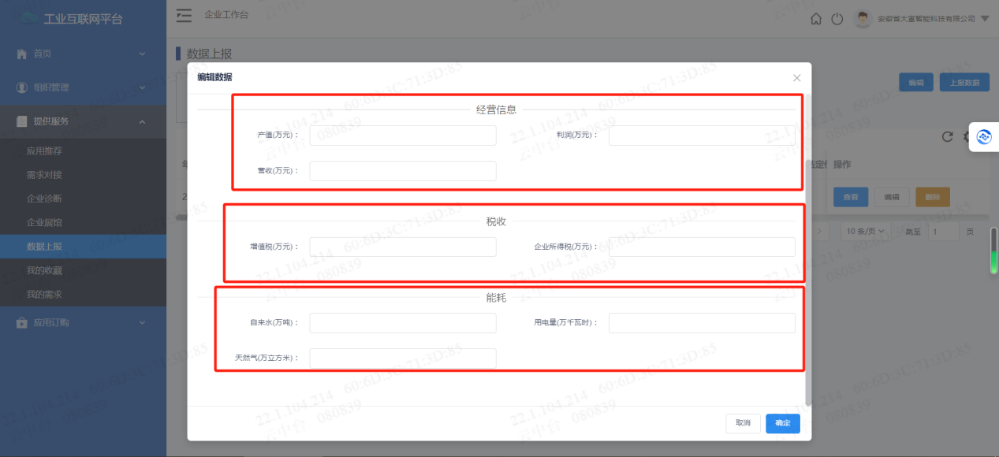 工业互联网平台
企业工作台
安徽省大富智能科技有限公司
首页
组织管理
提供服务
应用推荐
需求对接
企业诊断
企业展馆
数据上报
我的收藏
我的需求
应用订购
数据上报
编辑
上报数据
操作
查看
编辑
删除
10 条/页
跳至
1
页
编辑数据
经营信息
产值(万元)：
利润(万元)：
营收(万元)：
税收
增值税(万元)：
企业所得税(万元)：
能耗
自来水(万吨)：
用电量(万千瓦时)：
天然气(万立方米)：
取消
确定
22.1.104.214 60:6D:3C:71:3D:85
云中台 080839